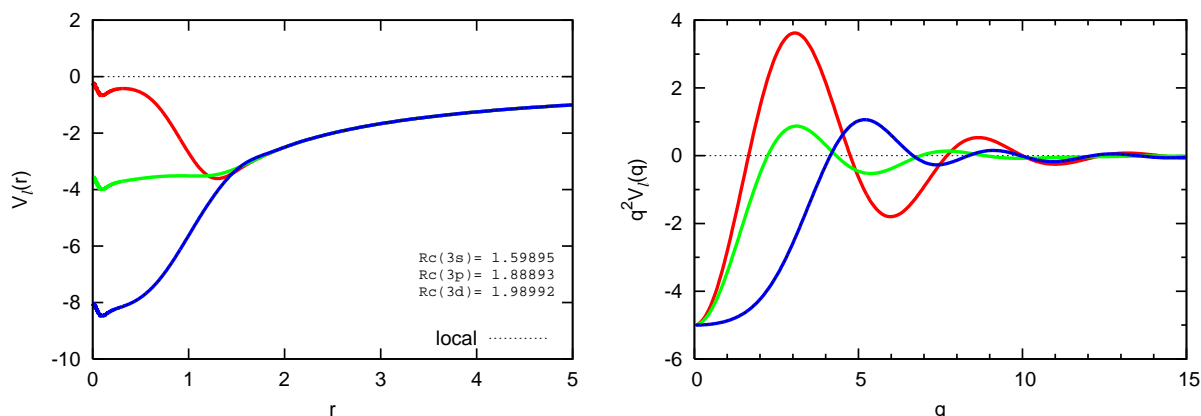 2
0
-2
-4
-6
-8
-10
0
1
2
3
4
5
V_l(r)
r
Rc(3s)= 1.59895
Rc(3p)= 1.88893
Rc(3d)= 1.98992
local
4
2
0
-2
-4
-6
0
5
10
15
q²V_l(q)
q